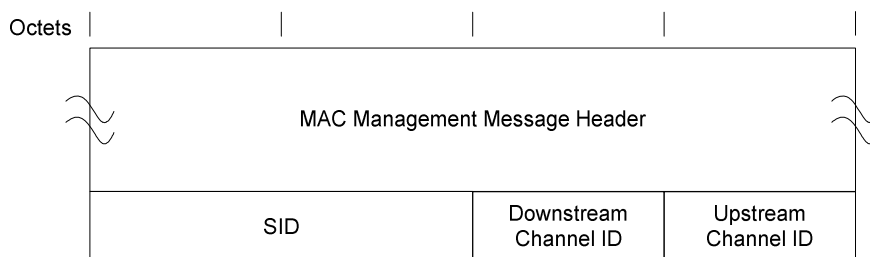 Octets
MAC Management Message Header
SID
Downstream
Channel ID
Upstream
Channel ID